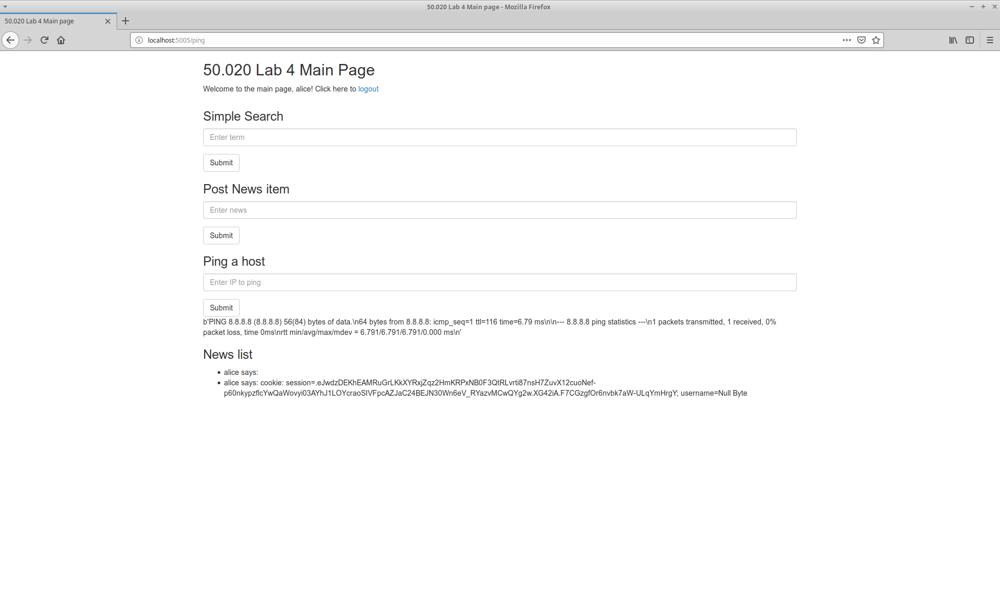 50.020 Lab 4 Main page - Mozilla Firefox
50.020 Lab 4 Main page
localhost:5005/ping
50.020 Lab 4 Main Page
Welcome to the main page, alice! Click here to logout
Simple Search
Enter term
Submit
Post News item
Enter news
Submit
Ping a host
Enter IP to ping
Submit
b'PING 8.8.8.8 (8.8.8.8) 56(84) bytes of data.\n64 bytes from 8.8.8.8: icmp_seq=1 ttl=116 time=6.79 ms\n\n--- 8.8.8.8 ping statistics ---\n1 packets transmitted, 1 received, 0%
packet loss, time 0ms\nrtt min/avg/max/mdev = 6.791/6.791/6.791/0.000 ms\n'
News list
alice says:
alice says: cookie: session=.eJwdzDEKhEAMRuGrLKkXYRxjZqz2HmKRPxNB0F3QtRLvrti87nsH7ZuvX12cuoNef-
p60nkypzflcYwQaWovyi03AYhJ1LOYcraoSIVFpcAZJaC24BEJN30Wn6eV_RYazvMCwQYg2w.XG42iA.F7CGzgfOr6nvbk7aW-ULqYmHrgY; username=Null Byte